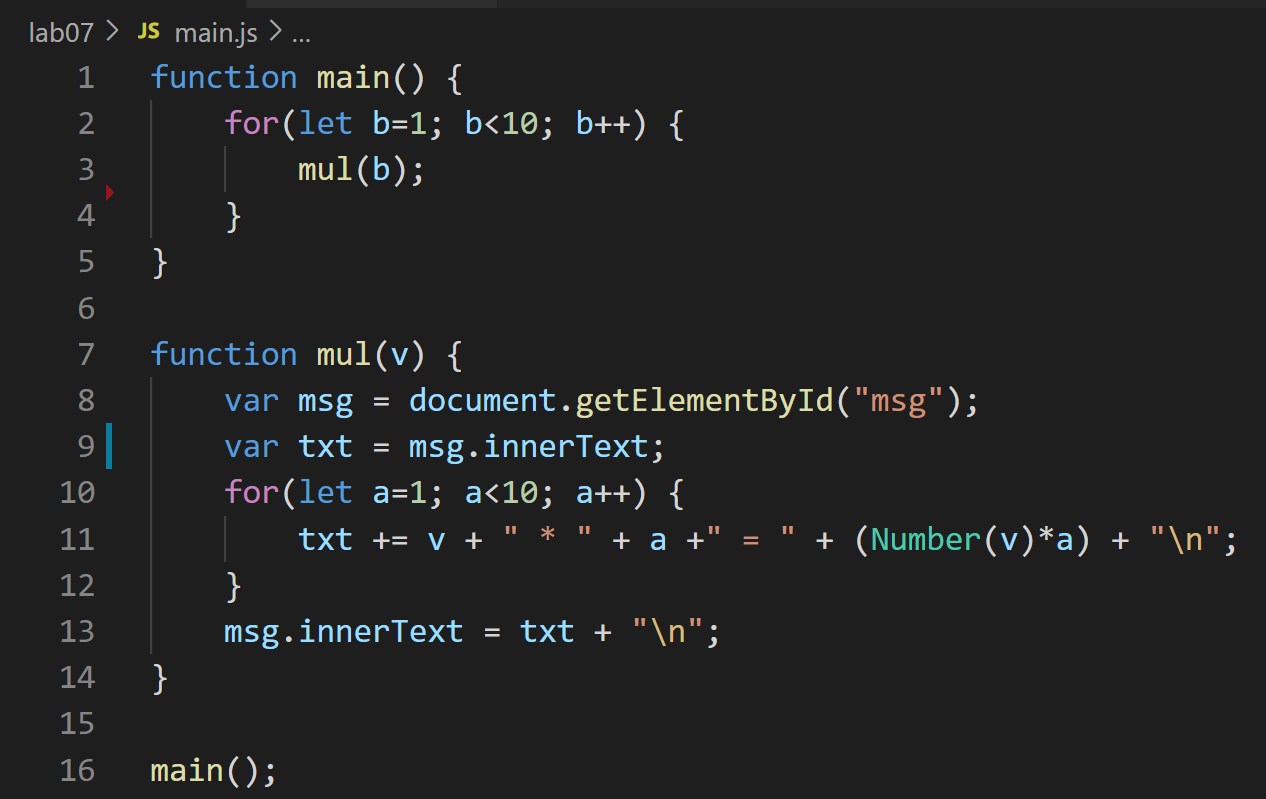 lab07 > JS main.js > ...
1 function main() {
2     for(let b=1; b<10; b++) {
3         mul(b);
4     }
5 }
6
7 function mul(v) {
8     var msg = document.getElementById("msg");
9     var txt = msg.innerText;
10     for(let a=1; a<10; a++) {
11         txt += v + " * " + a +" = " + (Number(v)*a) + "\n";
12     }
13     msg.innerText = txt + "\n";
14 }
15
16 main();